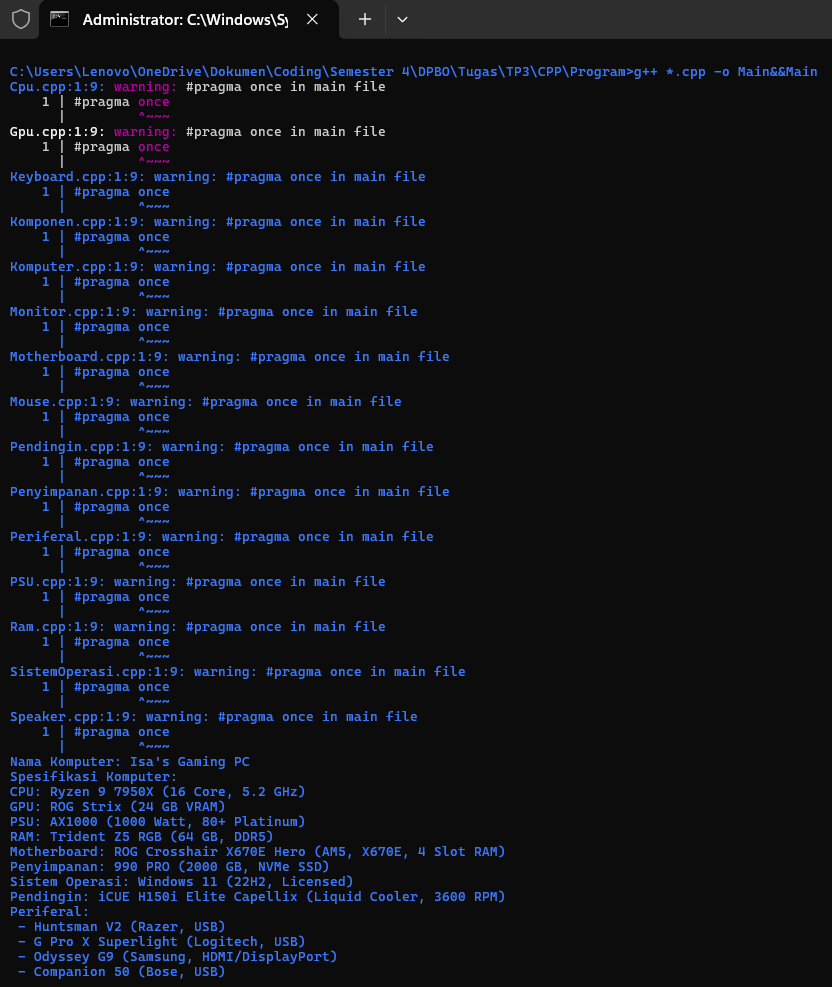 Administrator: C:\Windows\Sy
C:\Users\Lenovo\OneDrive\Dokumen\Coding\Semester 4\DPBO\Tugas\TP3\CPP\Program>g++ *.cpp -o Main&&Main
Cpu.cpp:1:9: warning: #pragma once in main file
    1 | #pragma once
      |         ^~~~
Gpu.cpp:1:9: warning: #pragma once in main file
    1 | #pragma once
      |         ^~~~
Keyboard.cpp:1:9: warning: #pragma once in main file
    1 | #pragma once
      |         ^~~~
Komponen.cpp:1:9: warning: #pragma once in main file
    1 | #pragma once
      |         ^~~~
Komputer.cpp:1:9: warning: #pragma once in main file
    1 | #pragma once
      |         ^~~~
Monitor.cpp:1:9: warning: #pragma once in main file
    1 | #pragma once
      |         ^~~~
Motherboard.cpp:1:9: warning: #pragma once in main file
    1 | #pragma once
      |         ^~~~
Mouse.cpp:1:9: warning: #pragma once in main file
    1 | #pragma once
      |         ^~~~
Pendingin.cpp:1:9: warning: #pragma once in main file
    1 | #pragma once
      |         ^~~~
Penyimpanan.cpp:1:9: warning: #pragma once in main file
    1 | #pragma once
      |         ^~~~
Periferal.cpp:1:9: warning: #pragma once in main file
    1 | #pragma once
      |         ^~~~
PSU.cpp:1:9: warning: #pragma once in main file
    1 | #pragma once
      |         ^~~~
Ram.cpp:1:9: warning: #pragma once in main file
    1 | #pragma once
      |         ^~~~
SistemOperasi.cpp:1:9: warning: #pragma once in main file
    1 | #pragma once
      |         ^~~~
Speaker.cpp:1:9: warning: #pragma once in main file
    1 | #pragma once
      |         ^~~~
Nama Komputer: Isa's Gaming PC
Spesifikasi Komputer:
CPU: Ryzen 9 7950X (16 Core, 5.2 GHz)
GPU: ROG Strix (24 GB VRAM)
PSU: AX1000 (1000 Watt, 80+ Platinum)
RAM: Trident Z5 RGB (64 GB, DDR5)
Motherboard: ROG Crosshair X670E Hero (AM5, X670E, 4 Slot RAM)
Penyimpanan: 990 PRO (2000 GB, NVMe SSD)
Sistem Operasi: Windows 11 (22H2, Licensed)
Pendingin: iCUE H150i Elite Capellix (Liquid Cooler, 3600 RPM)
Periferal:
 - Huntsman V2 (Razer, USB)
 - G Pro X Superlight (Logitech, USB)
 - Odyssey G9 (Samsung, HDMI/DisplayPort)
 - Companion 50 (Bose, USB)